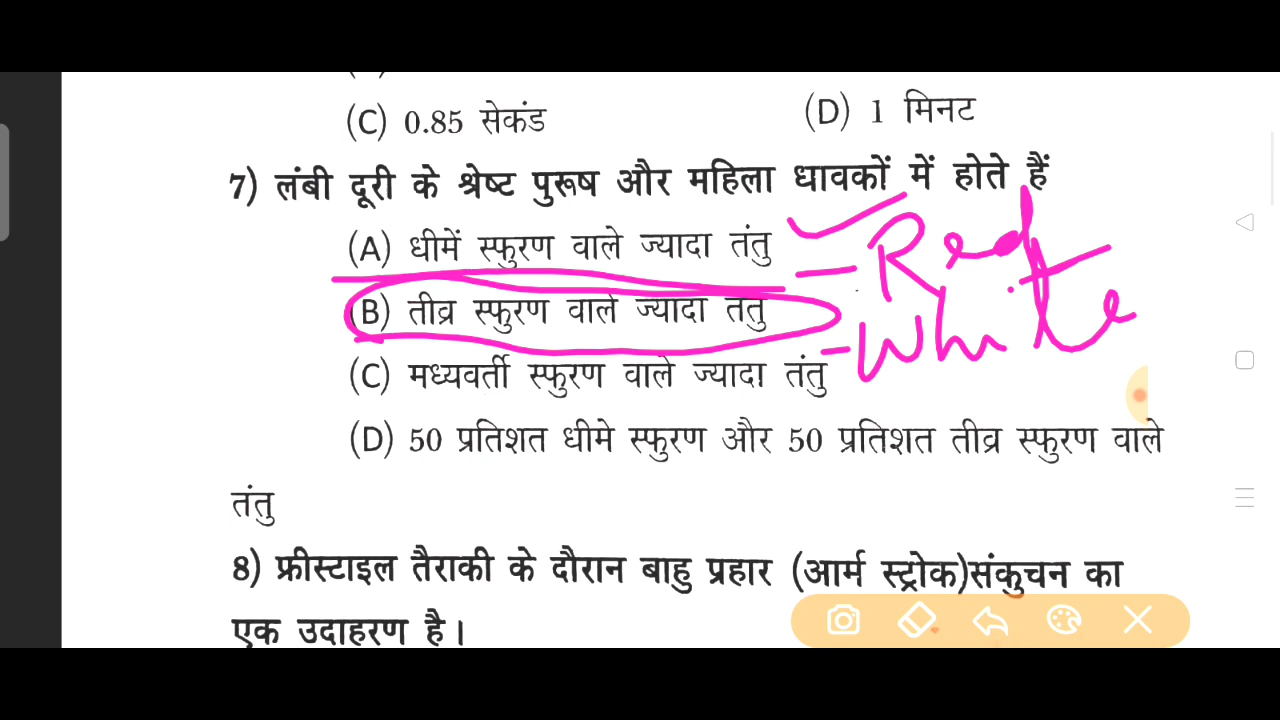 (C) 0.85 सेकंड (D) 1 मिनट
7) लंबी दूरी के श्रेष्ट पुरूष और महिला धावकों में होते हैं
(A) धीमें स्फुरण वाले ज्यादा तंतु – Red
(B) तीव्र स्फुरण वाले ज्यादा तंतु – White
(C) मध्यवर्ती स्फुरण वाले ज्यादा तंतु
(D) 50 प्रतिशत धीमे स्फुरण और 50 प्रतिशत तीव्र स्फुरण वाले
तंतु
8) फ्रीस्टाइल तैराकी के दौरान बाहु प्रहार (आर्म स्ट्रोक)संकुचन का
एक उदाहरण है।